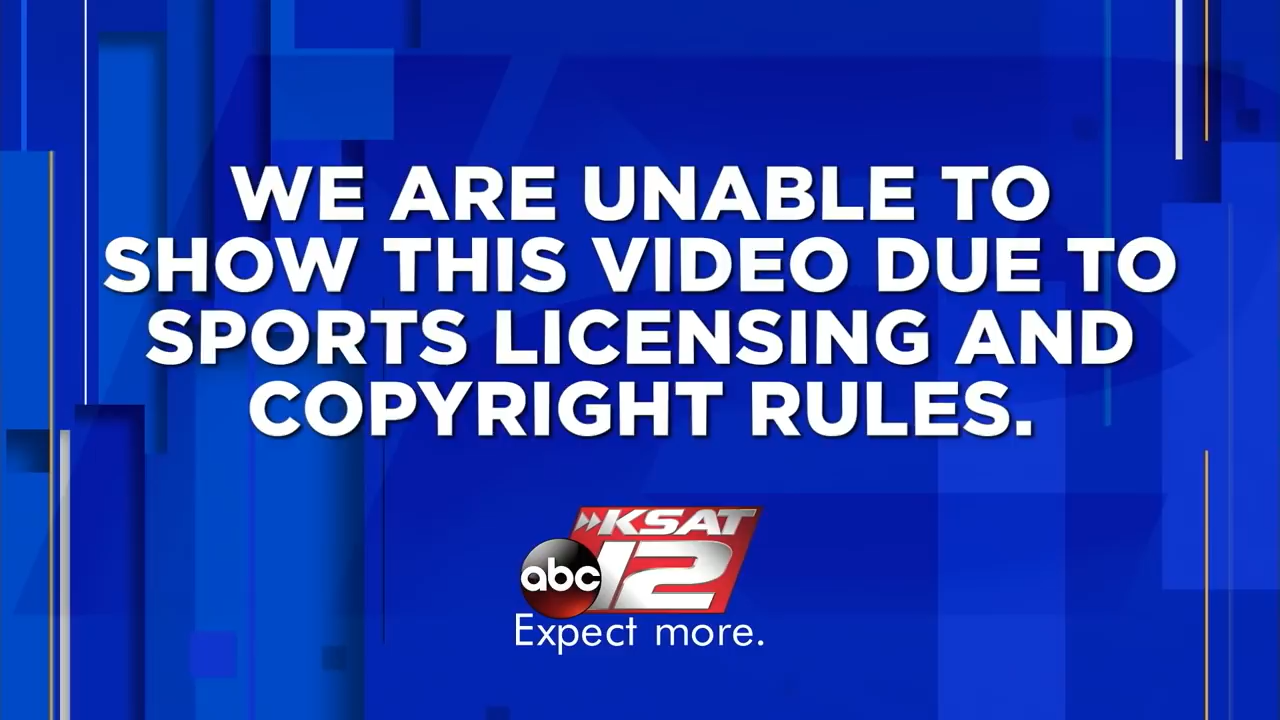 WE ARE UNABLE TO
SHOW THIS VIDEO DUE TO
SPORTS LICENSING AND
COPYRIGHT RULES.
KSAT
abc 12
Expect more.